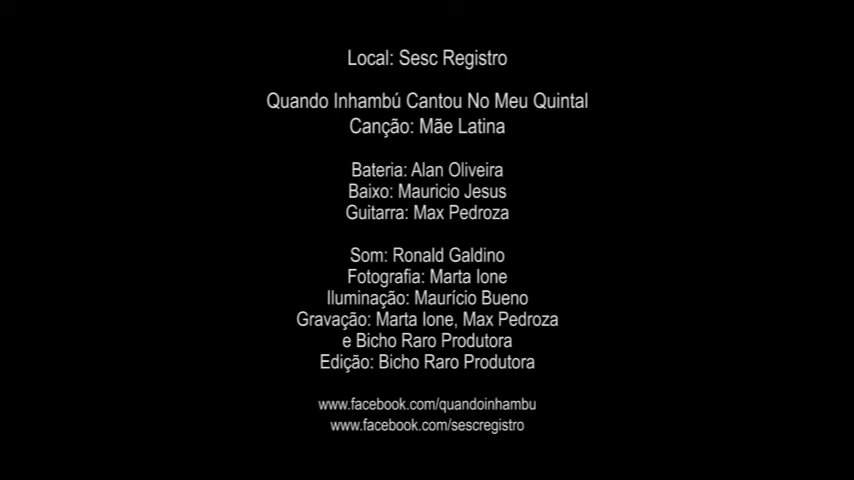 Local: Sesc Registro
Quando Inhambú Cantou No Meu Quintal
Canção: Mãe Latina
Bateria: Alan Oliveira
Baixo: Mauricio Jesus
Guitarra: Max Pedroza
Som: Ronald Galdino
Fotografia: Marta Ione
Iluminação: Maurício Bueno
Gravação: Marta Ione, Max Pedroza
e Bicho Raro Produtora
Edição: Bicho Raro Produtora
www.facebook.com/quandoinhambu
www.facebook.com/sescregistro